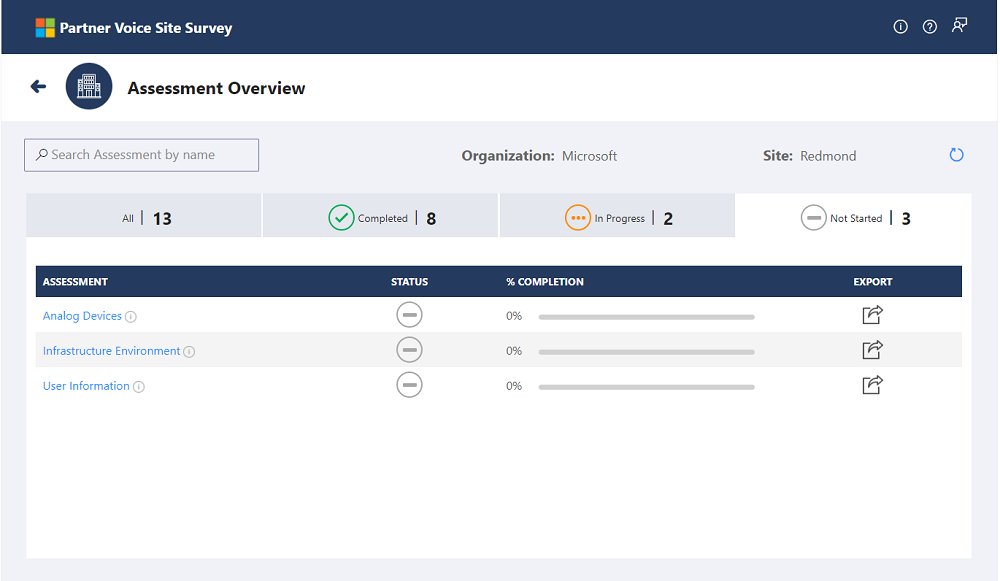 Partner Voice Site Survey
Assessment Overview
Search Assessment by name
Organization: Microsoft
Site: Redmond
All | 13
Completed | 8
In Progress | 2
Not Started | 3
ASSESSMENT STATUS % COMPLETION EXPORT
Analog Devices 0%
Infrastructure Environment 0%
User Information 0%